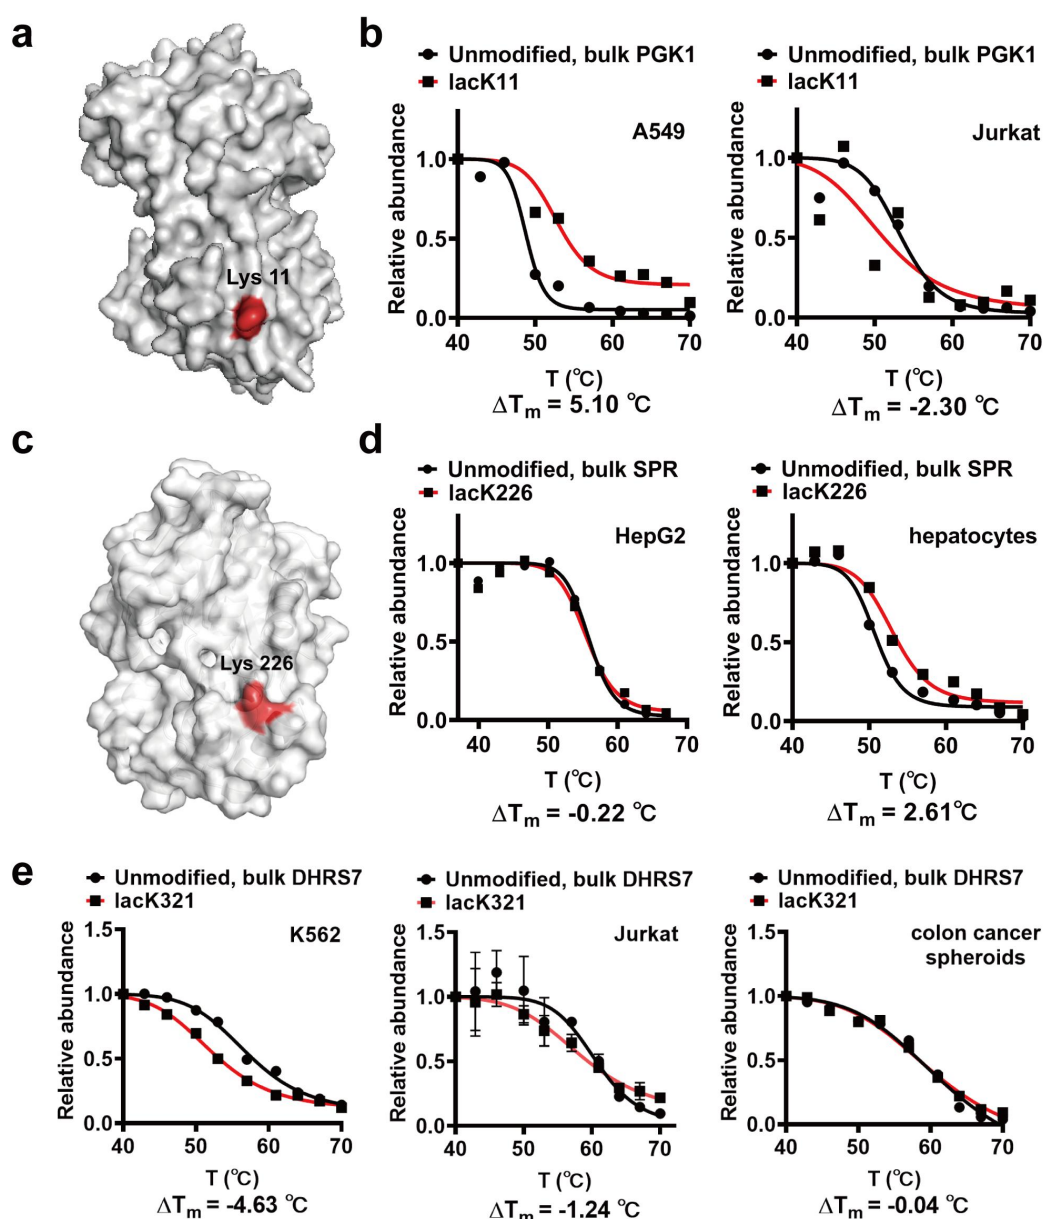 a
Lys 11
b
Unmodified, bulk PGK1
lacK11
A549
Relative abundance
1.0
0.5
0.0
40 50 60 70
T (°C)
ΔTm = 5.10 °C
Unmodified, bulk PGK1
lacK11
Jurkat
Relative abundance
1.0
0.5
0.0
40 50 60 70
T (°C)
ΔTm = -2.30 °C
c
Lys 226
d
Unmodified, bulk SPR
lacK226
HepG2
Relative abundance
1.0
0.5
0.0
40 50 60 70
T (°C)
ΔTm = -0.22 °C
Unmodified, bulk SPR
lacK226
hepatocytes
Relative abundance
1.0
0.5
0.0
40 50 60 70
T (°C)
ΔTm = 2.61°C
e
Unmodified, bulk DHRS7
lacK321
K562
Relative abundance
1.5
1.0
0.5
0.0
40 50 60 70
T (°C)
ΔTm = -4.63 °C
Unmodified, bulk DHRS7
lacK321
Jurkat
Relative abundance
1.5
1.0
0.5
0.0
40 50 60 70
T (°C)
ΔTm = -1.24 °C
Unmodified, bulk DHRS7
lacK321
colon cancer
spheroids
Relative abundance
1.5
1.0
0.5
0.0
40 50 60 70
T (°C)
ΔTm = -0.04 °C